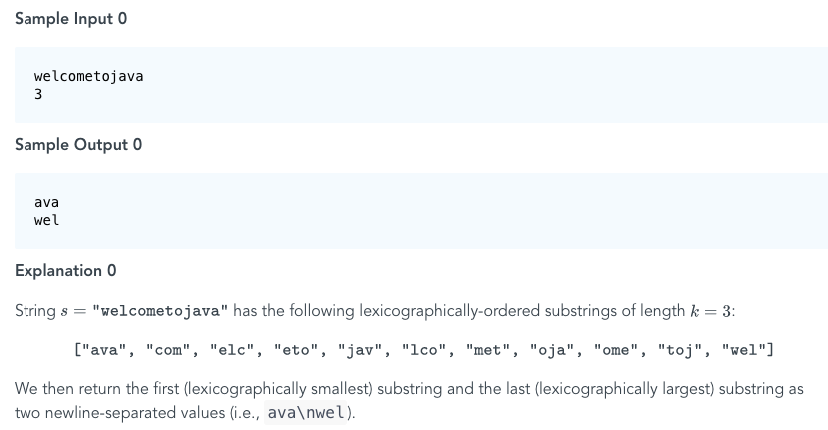 Sample Input 0
welcometojava
3
Sample Output 0
ava
wel
Explanation 0
String s = "welcometojava" has the following lexicographically-ordered substrings of length k = 3:
["ava", "com", "elc", "eto", "jav", "lco", "met", "oja", "ome", "toj", "wel"]
We then return the first (lexicographically smallest) substring and the last (lexicographically largest) substring as
two newline-separated values (i.e., ava\nwel).